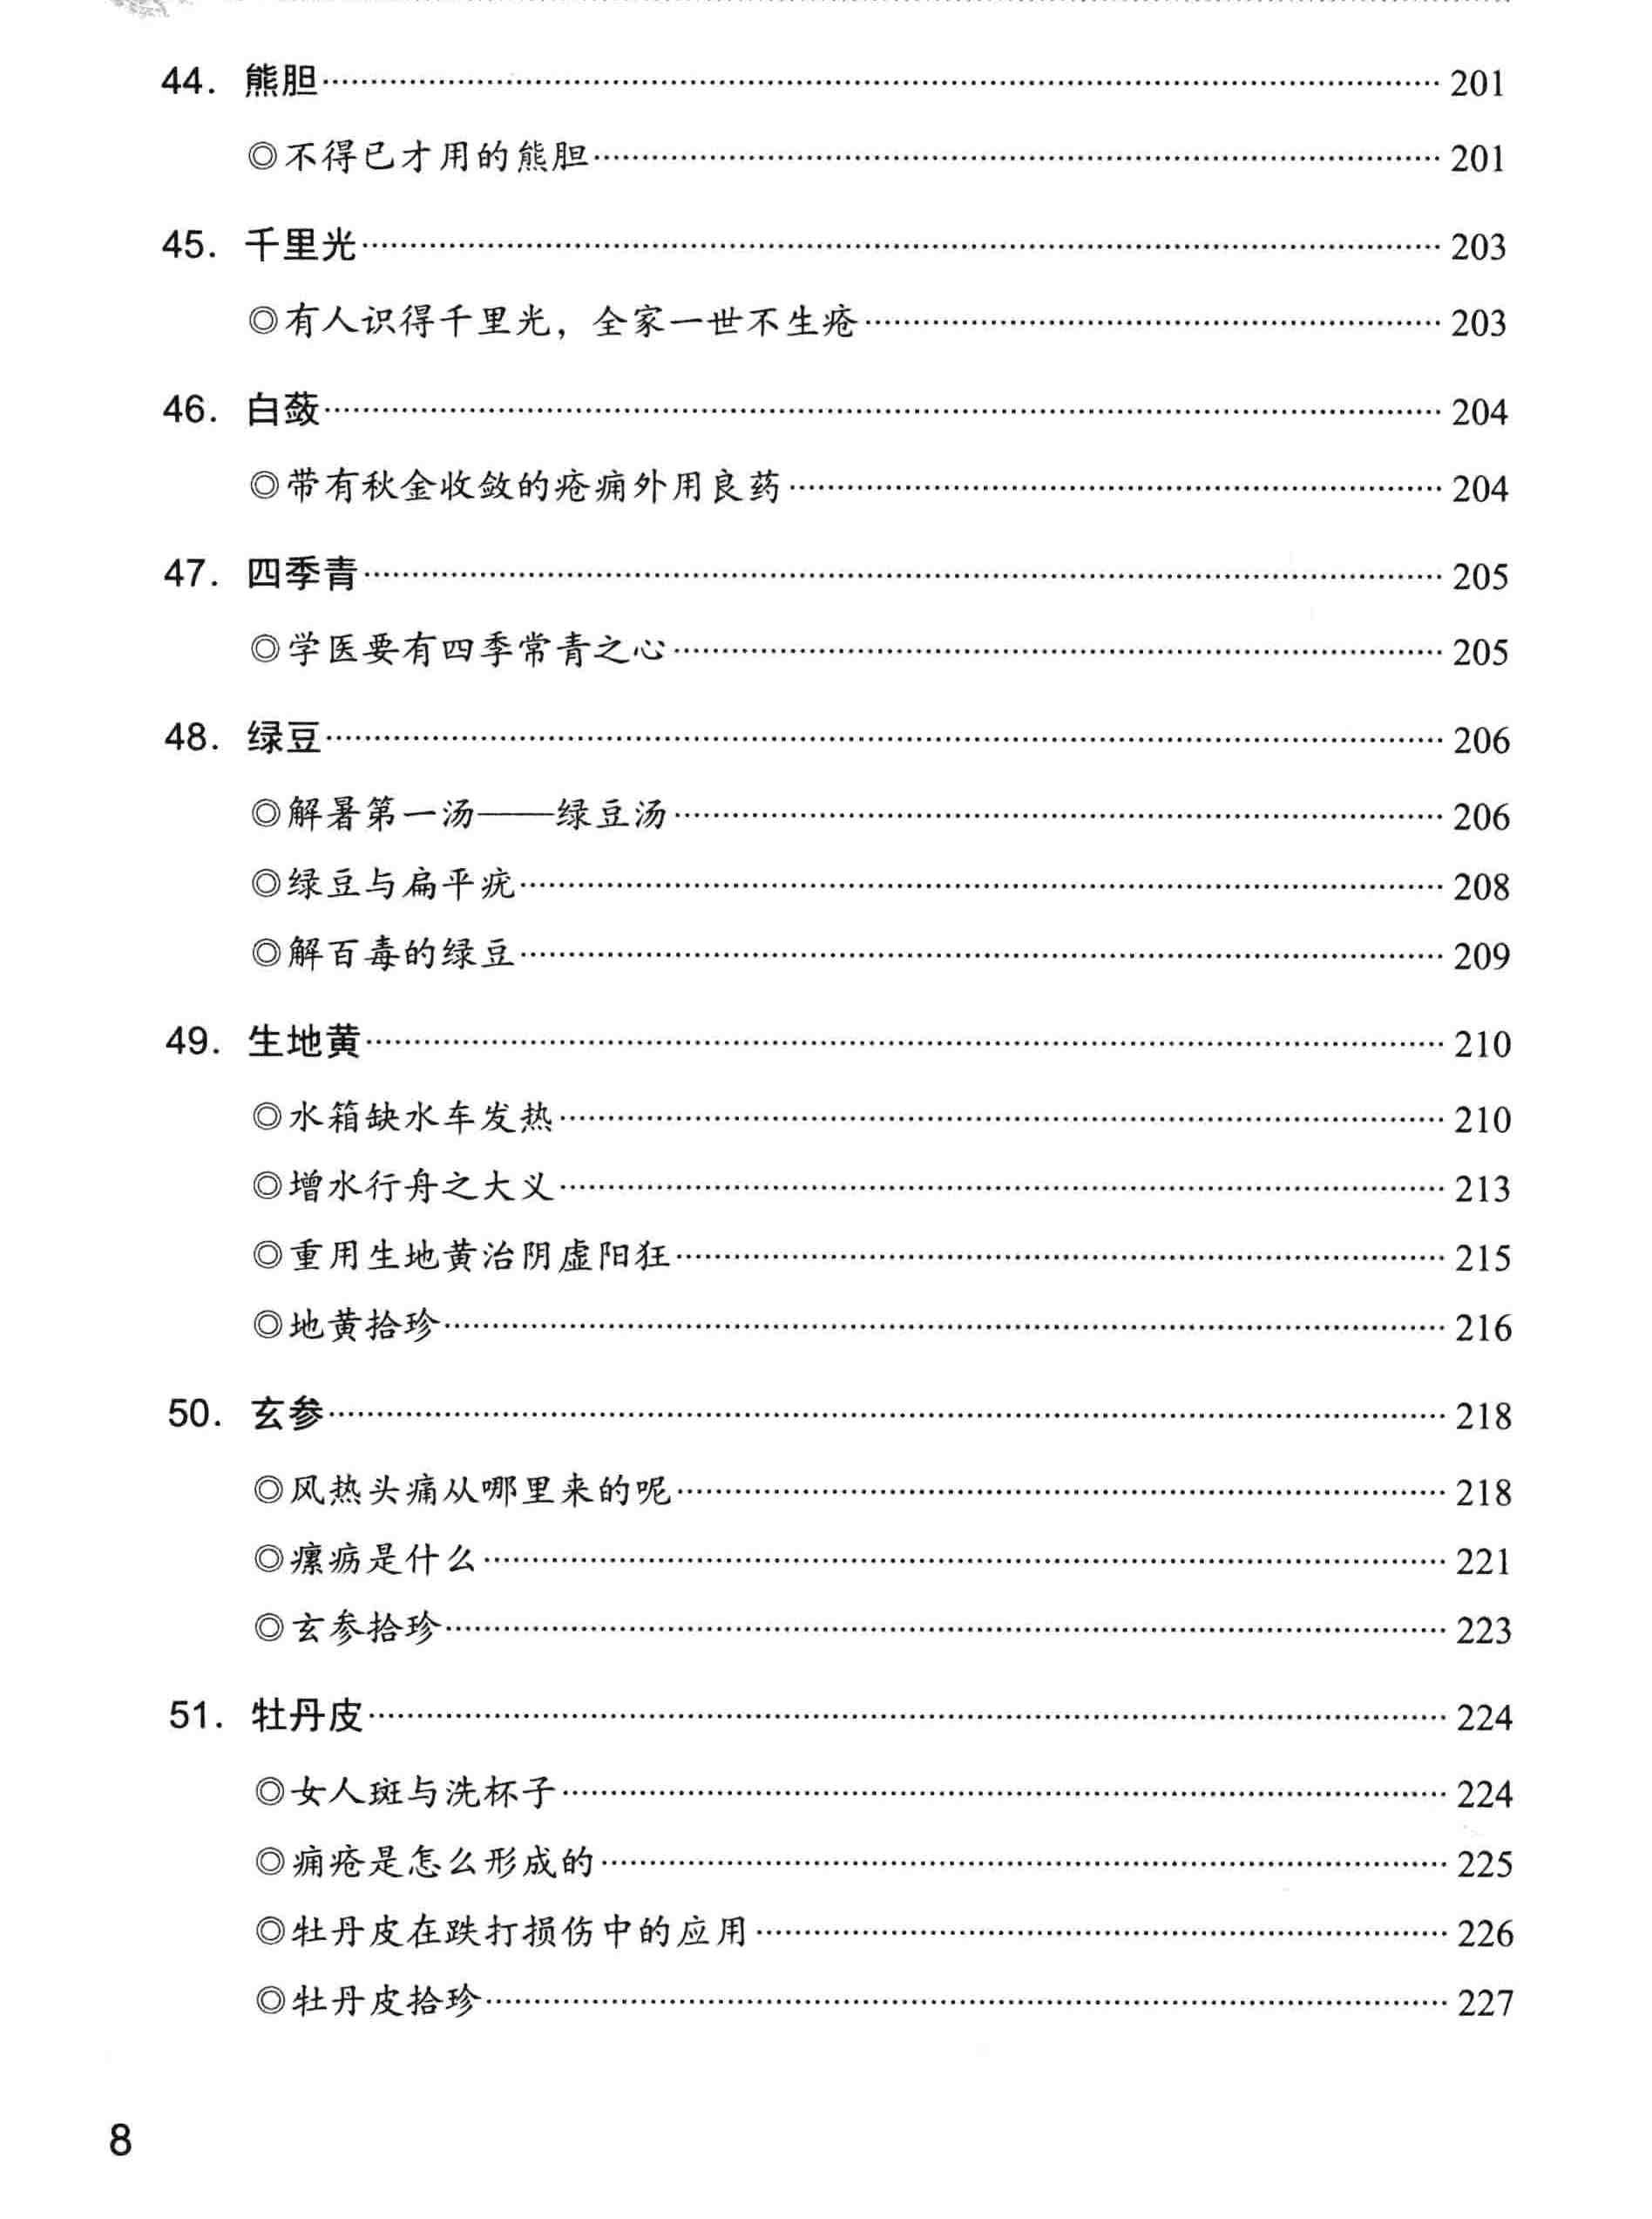 44. 熊胆……201
◎不得已才用的熊胆……201
45. 千里光……203
◎有人识得千里光，全家一世不生疮……203
46. 白蔹……204
◎带有秋金收敛的疮痈外用良药……204
47. 四季青……205
◎学医要有四季常青之心……205
48. 绿豆……206
◎解暑第一汤——绿豆汤……206
◎绿豆与扁平疣……208
◎解百毒的绿豆……209
49. 生地黄……210
◎水箱缺水车发热……210
◎增水行舟之大义……213
◎重用生地黄治阴虚阳狂……215
◎地黄拾珍……216
50. 玄参……218
◎风热头痛从哪里来的呢……218
◎瘰疬是什么……221
◎玄参拾珍……223
51. 牡丹皮……224
◎女人斑与洗杯子……224
◎痈疮是怎么形成的……225
◎牡丹皮在跌打损伤中的应用……226
◎牡丹皮拾珍……227
8